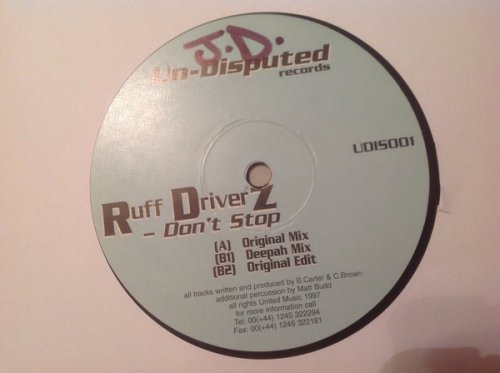 J.D.
Un-Disputed
records
UDIS001
Ruff DriverZ
- Don't Stop
(A) Original Mix
(B1) Deepah Mix
(B2) Original Edit
all tracks written and produced by B.Carter & C.Brown
additional percussion by Matt Budd
all rights United Music 1997
for more information call
Tel: 00(+44) 1245 322294
Fax: 00(+44) 1245 322181